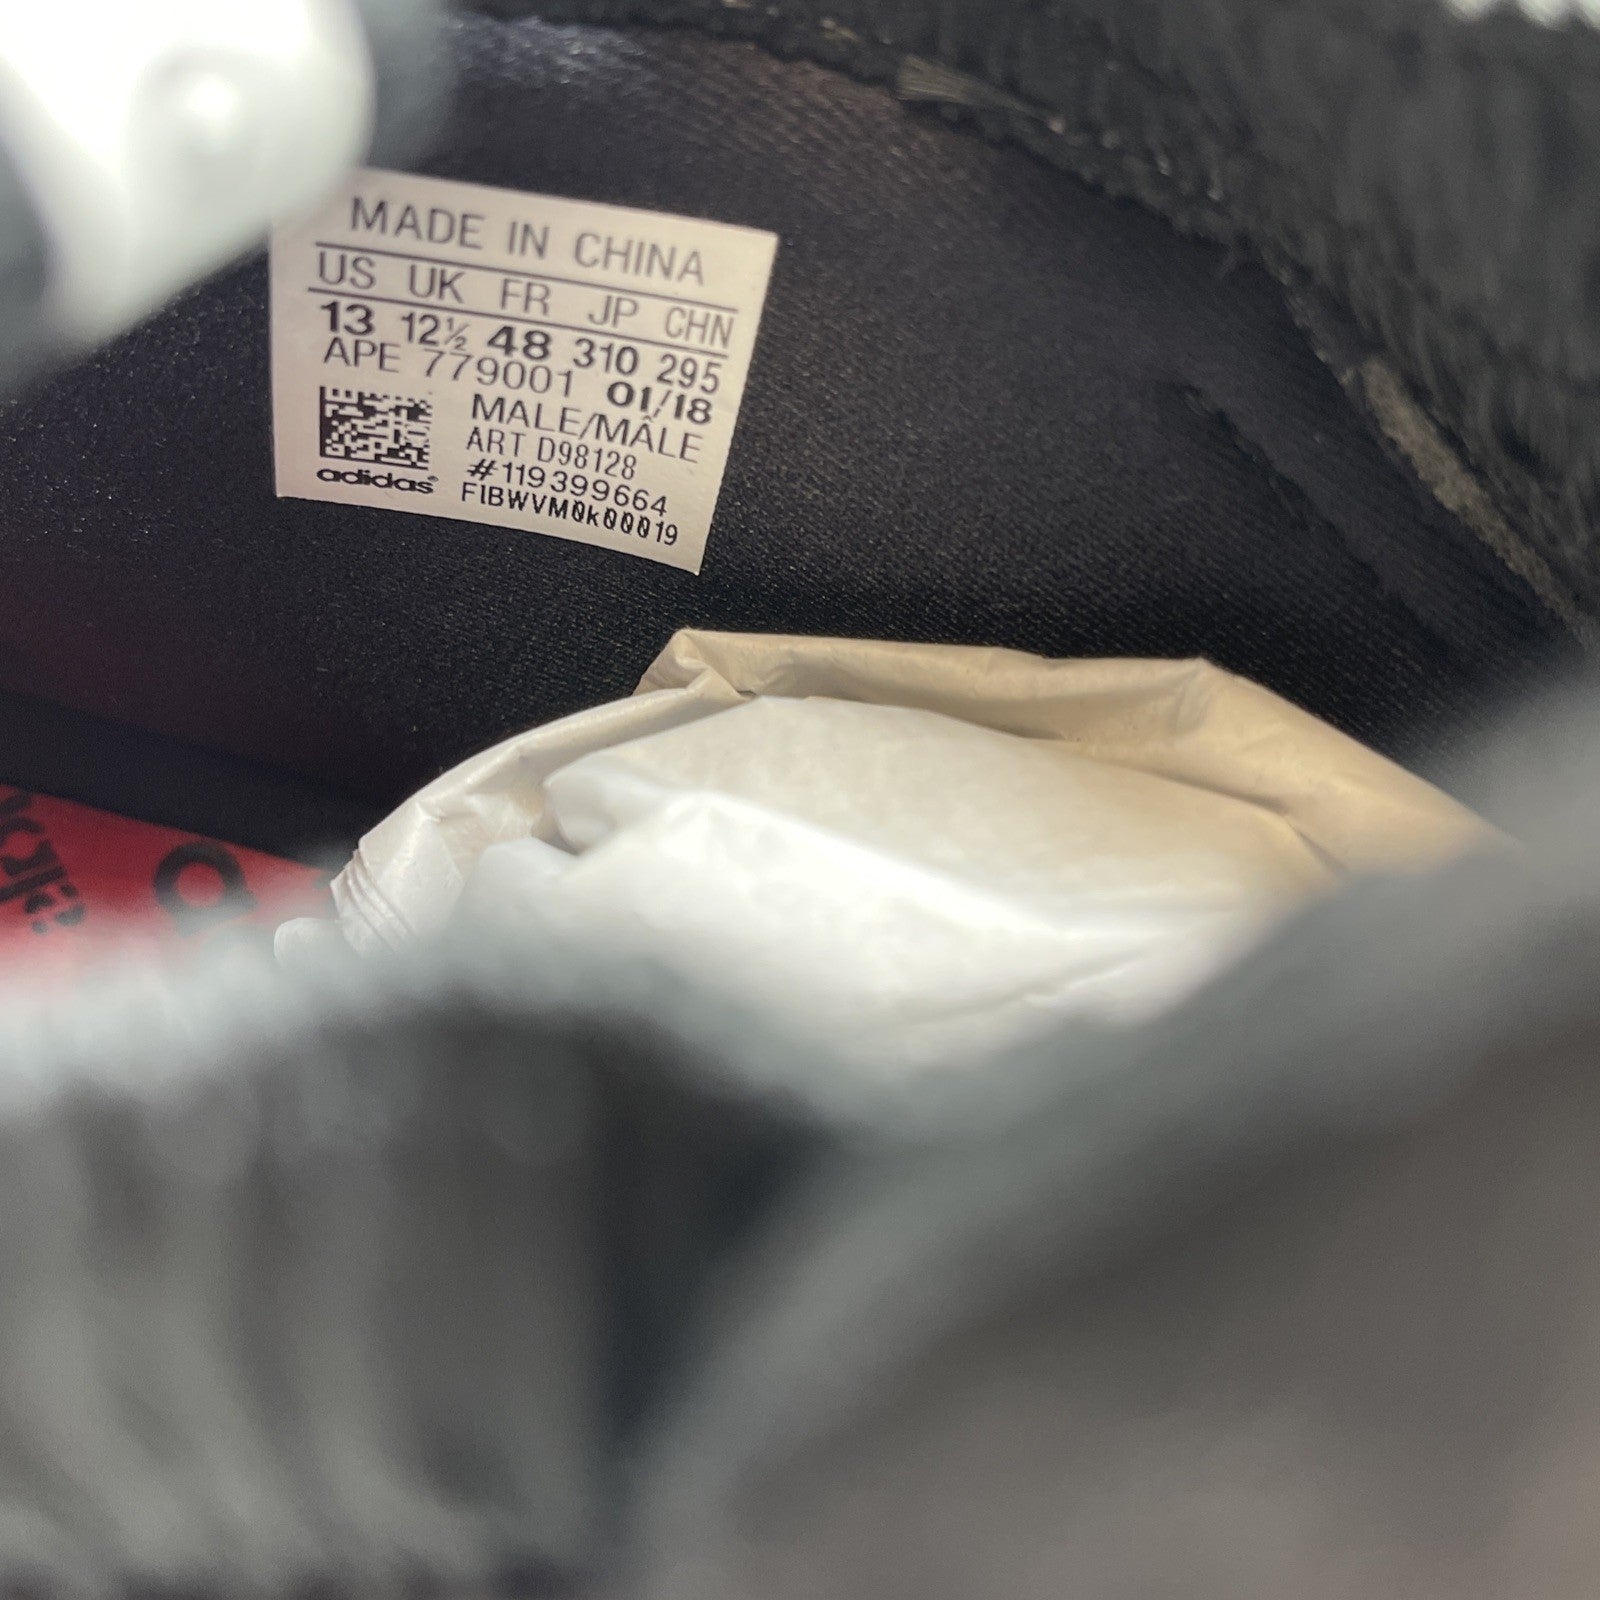 MADE IN CHINA
US UK FR JP CHN
13 12½ 48 310 295
APE 779001 01/18
MALE/MÂLE
ART D98128
#119399664
F1BWVM0k00019
adidas